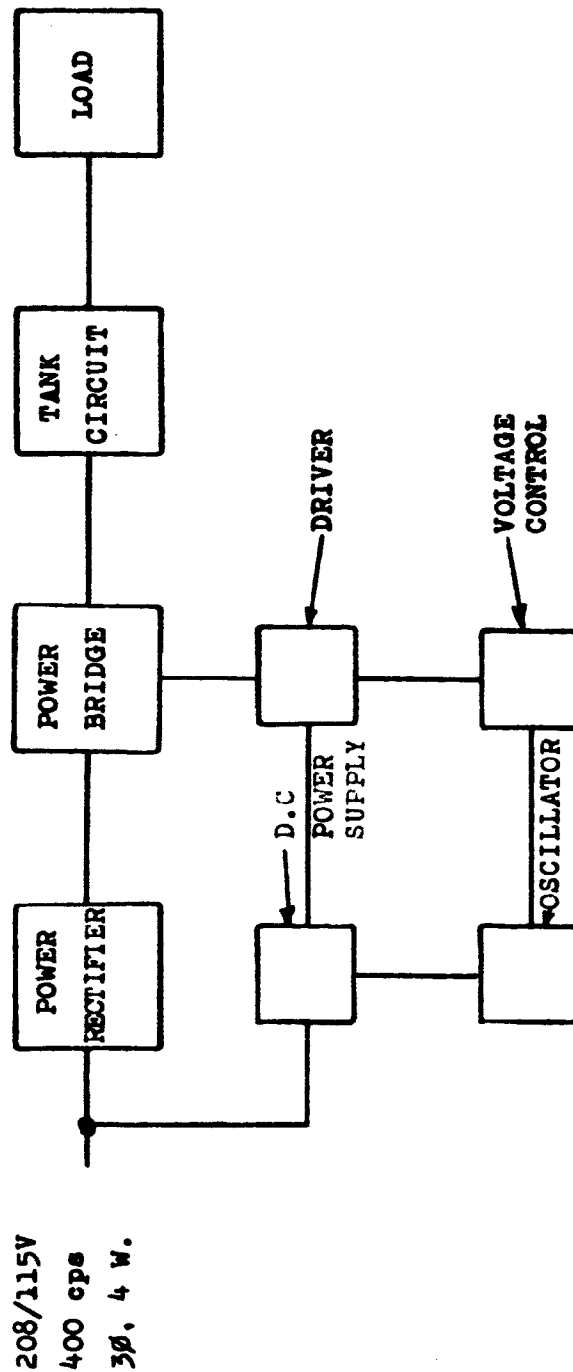 208/115V
400 cps
3Ø. 4 W.
POWER
RECTIFIER
POWER
BRIDGE
TANK
CIRCUIT
LOAD
D.C
POWER
SUPPLY
DRIVER
OSCILLATOR
VOLTAGE
CONTROL